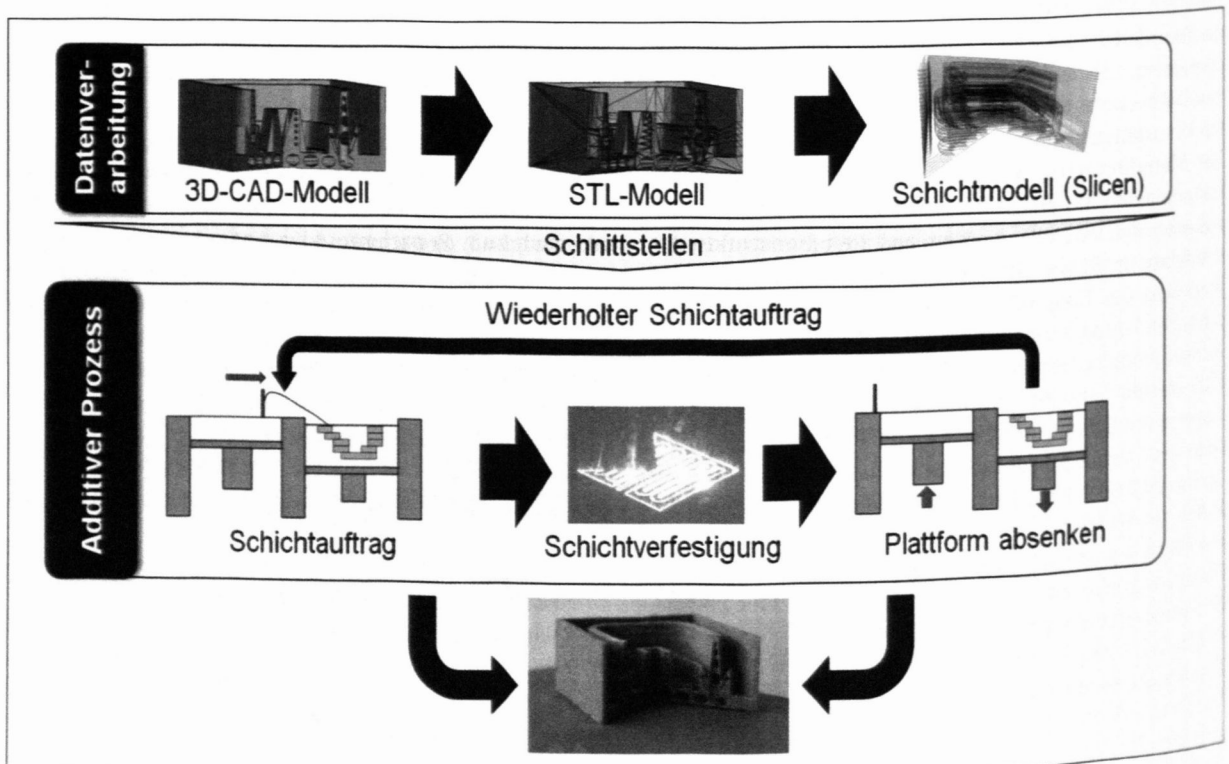 Datenver-
arbeitung
3D-CAD-Modell
STL-Modell
Schichtmodell (Slicen)
Schnittstellen
Additiver Prozess
Wiederholter Schichtauftrag
Schichtauftrag
Schichtverfestigung
Plattform absenken